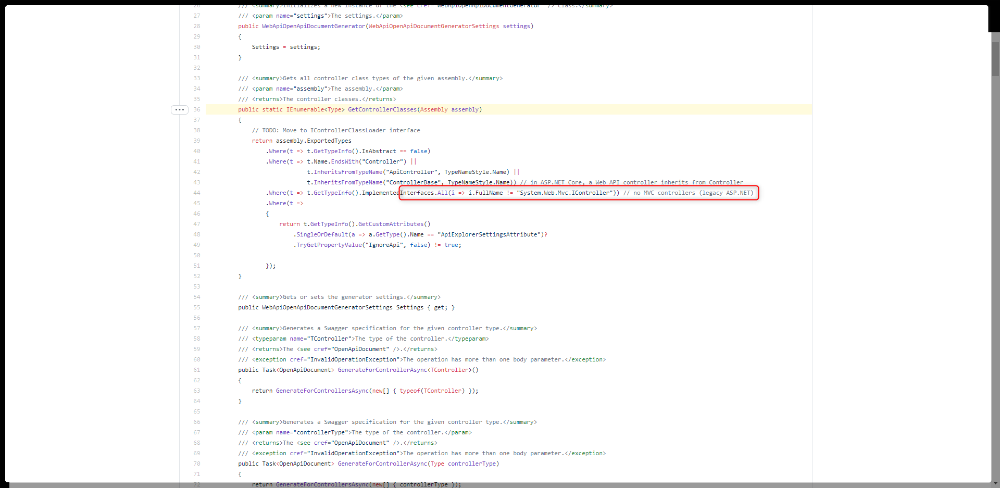 26 /// <summary>Initializes a new instance of the <see cref="WebApiOpenApiDocumentGenerator" /> class.</summary>
27 /// <param name="settings">The settings.</param>
28 public WebApiOpenApiDocumentGenerator(WebApiOpenApiDocumentGeneratorSettings settings)
29 {
30 Settings = settings;
31 }
32
33 /// <summary>Gets all controller class types of the given assembly.</summary>
34 /// <param name="assembly">The assembly.</param>
35 /// <returns>The controller classes.</returns>
36 public static IEnumerable<Type> GetControllerClasses(Assembly assembly)
37 {
38 // TODO: Move to IControllerClassLoader interface
39 return assembly.ExportedTypes
40 .Where(t => t.GetTypeInfo().IsAbstract == false)
41 .Where(t => t.Name.EndsWith("Controller") ||
42 t.InheritsFromTypeName("ApiController", TypeNameStyle.Name) ||
43 t.InheritsFromTypeName("ControllerBase", TypeNameStyle.Name)) // in ASP.NET Core, a Web API controller inherits from Controller
44 .Where(t => t.GetTypeInfo().ImplementedInterfaces.All(i => i.FullName != "System.Web.Mvc.IController")) // no MVC controllers (legacy ASP.NET)
45 .Where(t =>
46 {
47 return t.GetTypeInfo().GetCustomAttributes()
48 .SingleOrDefault(a => a.GetType().Name == "ApiExplorerSettingsAttribute")?
49 .TryGetPropertyValue("IgnoreApi", false) != true;
50
51 });
52 }
53
54 /// <summary>Gets or sets the generator settings.</summary>
55 public WebApiOpenApiDocumentGeneratorSettings Settings { get; }
56
57 /// <summary>Generates a Swagger specification for the given controller type.</summary>
58 /// <typeparam name="TController">The type of the controller.</typeparam>
59 /// <returns>The <see cref="OpenApiDocument" />.</returns>
60 /// <exception cref="InvalidOperationException">The operation has more than one body parameter.</exception>
61 public Task<OpenApiDocument> GenerateForControllerAsync<TController>()
62 {
63 return GenerateForControllersAsync(new[] { typeof(TController) });
64 }
65
66 /// <summary>Generates a Swagger specification for the given controller type.</summary>
67 /// <param name="controllerType">The type of the controller.</param>
68 /// <returns>The <see cref="OpenApiDocument" />.</returns>
69 /// <exception cref="InvalidOperationException">The operation has more than one body parameter.</exception>
70 public Task<OpenApiDocument> GenerateForControllerAsync(Type controllerType)
71 {
72 return GenerateForControllersAsync(new[] { controllerType });